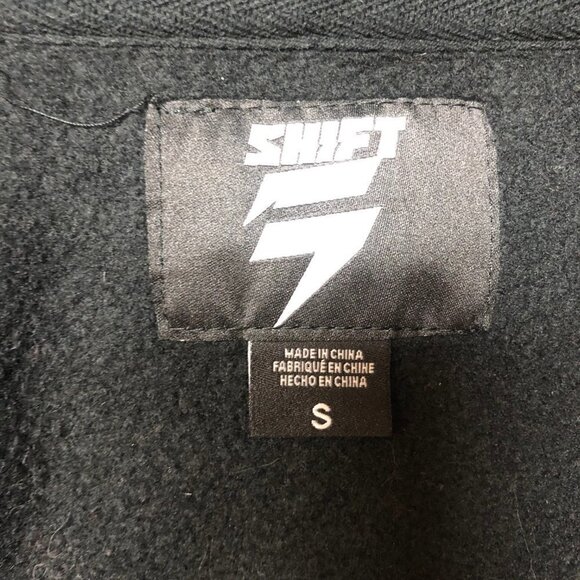 SHIFT
MADE IN CHINA
FABRIQUÉ EN CHINE
HECHO EN CHINA
S